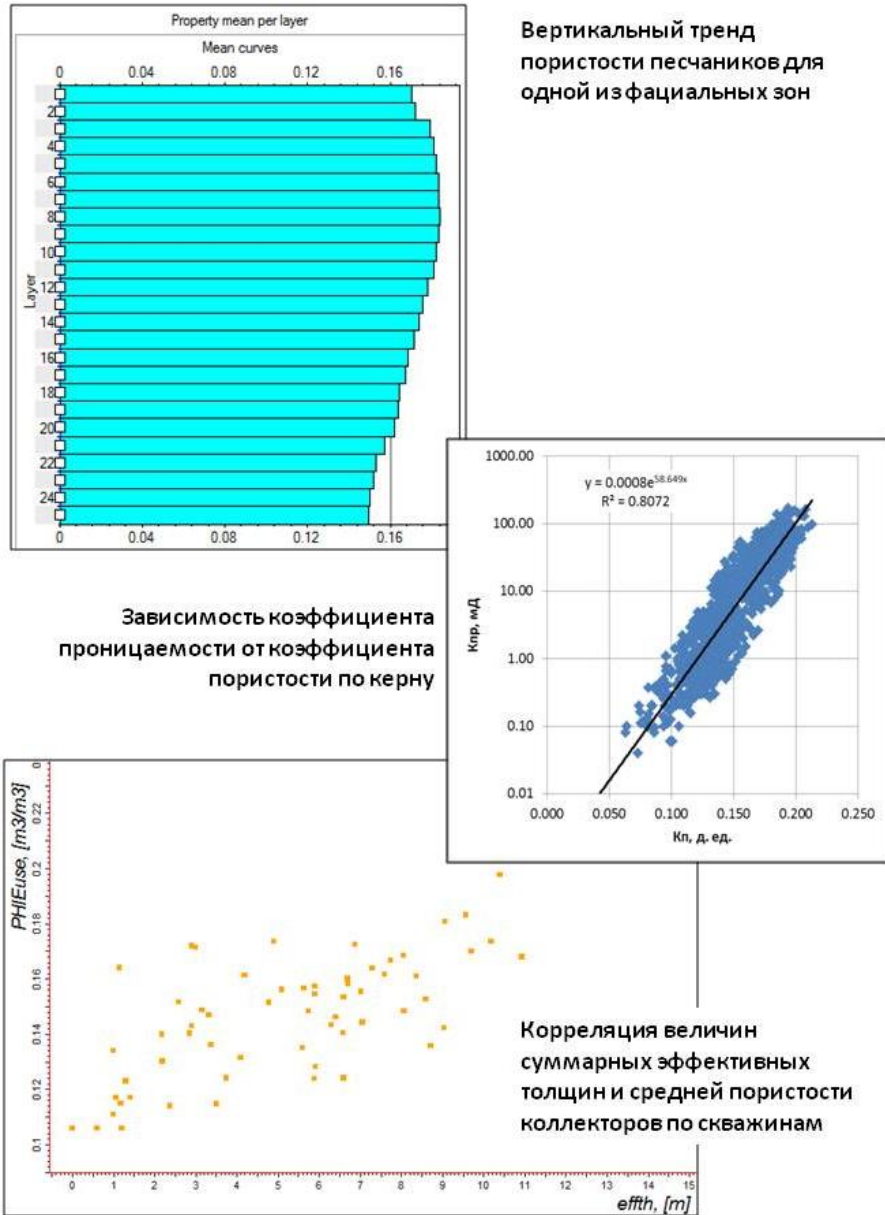 Property mean per layer
Mean curves
0 0.04 0.08 0.12 0.16
Layer
2
4
6
8
10
12
14
16
18
20
22
24
0 0.04 0.08 0.12 0.16
Вертикальный тренд
пористости песчаников для
одной из фациальных зон
Зависимость коэффициента
проницаемости от коэффициента
пористости по керну
y = 0.0008e^58.649x
R² = 0.8072
Кпр, мД
1000.00
100.00
10.00
1.00
0.10
0.01
0.000 0.050 0.100 0.150 0.200 0.250
Кп, д. ед.
PHIEuse, [m3/m3]
0
0.22
0.2
0.18
0.16
0.14
0.12
0.1
0 1 2 3 4 5 6 7 8 9 10 11 12 13 14 15
effth, [m]
Корреляция величин
суммарных эффективных
толщин и средней пористости
коллекторов по скважинам